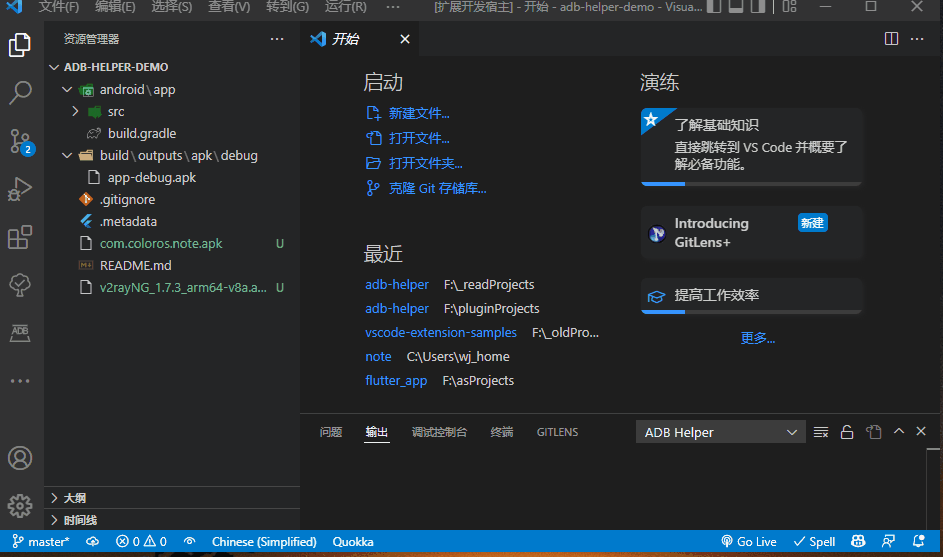 文件(F) 编辑(E) 选择(S) 查看(V) 转到(G) 运行(R) ··· [扩展开发宿主] - 开始 - adb-helper-demo - Visua...
资源管理器 ···
ADB-HELPER-DEMO
android\app
src
build.gradle
build\outputs\apk\debug
app-debug.apk
.gitignore
.metadata
com.coloros.note.apk U
README.md
v2rayNG_1.7.3_arm64-v8a.a... U
大纲
时间线
2
ADB
开始
启动
新建文件...
打开文件...
打开文件夹...
克隆 Git 存储库...
最近
adb-helper F:\_readProjects
adb-helper F:\pluginProjects
vscode-extension-samples F:\_oldPro...
note C:\Users\wj_home
flutter_app F:\asProjects
演练
了解基础知识
直接跳转到 VS Code 并概要了
解必备功能。
Introducing
GitLens+
新建
提高工作效率
更多...
问题 输出 调试控制台 终端 GITLENS ADB Helper
master* 0 0 Chinese (Simplified) Quokka Go Live Spell